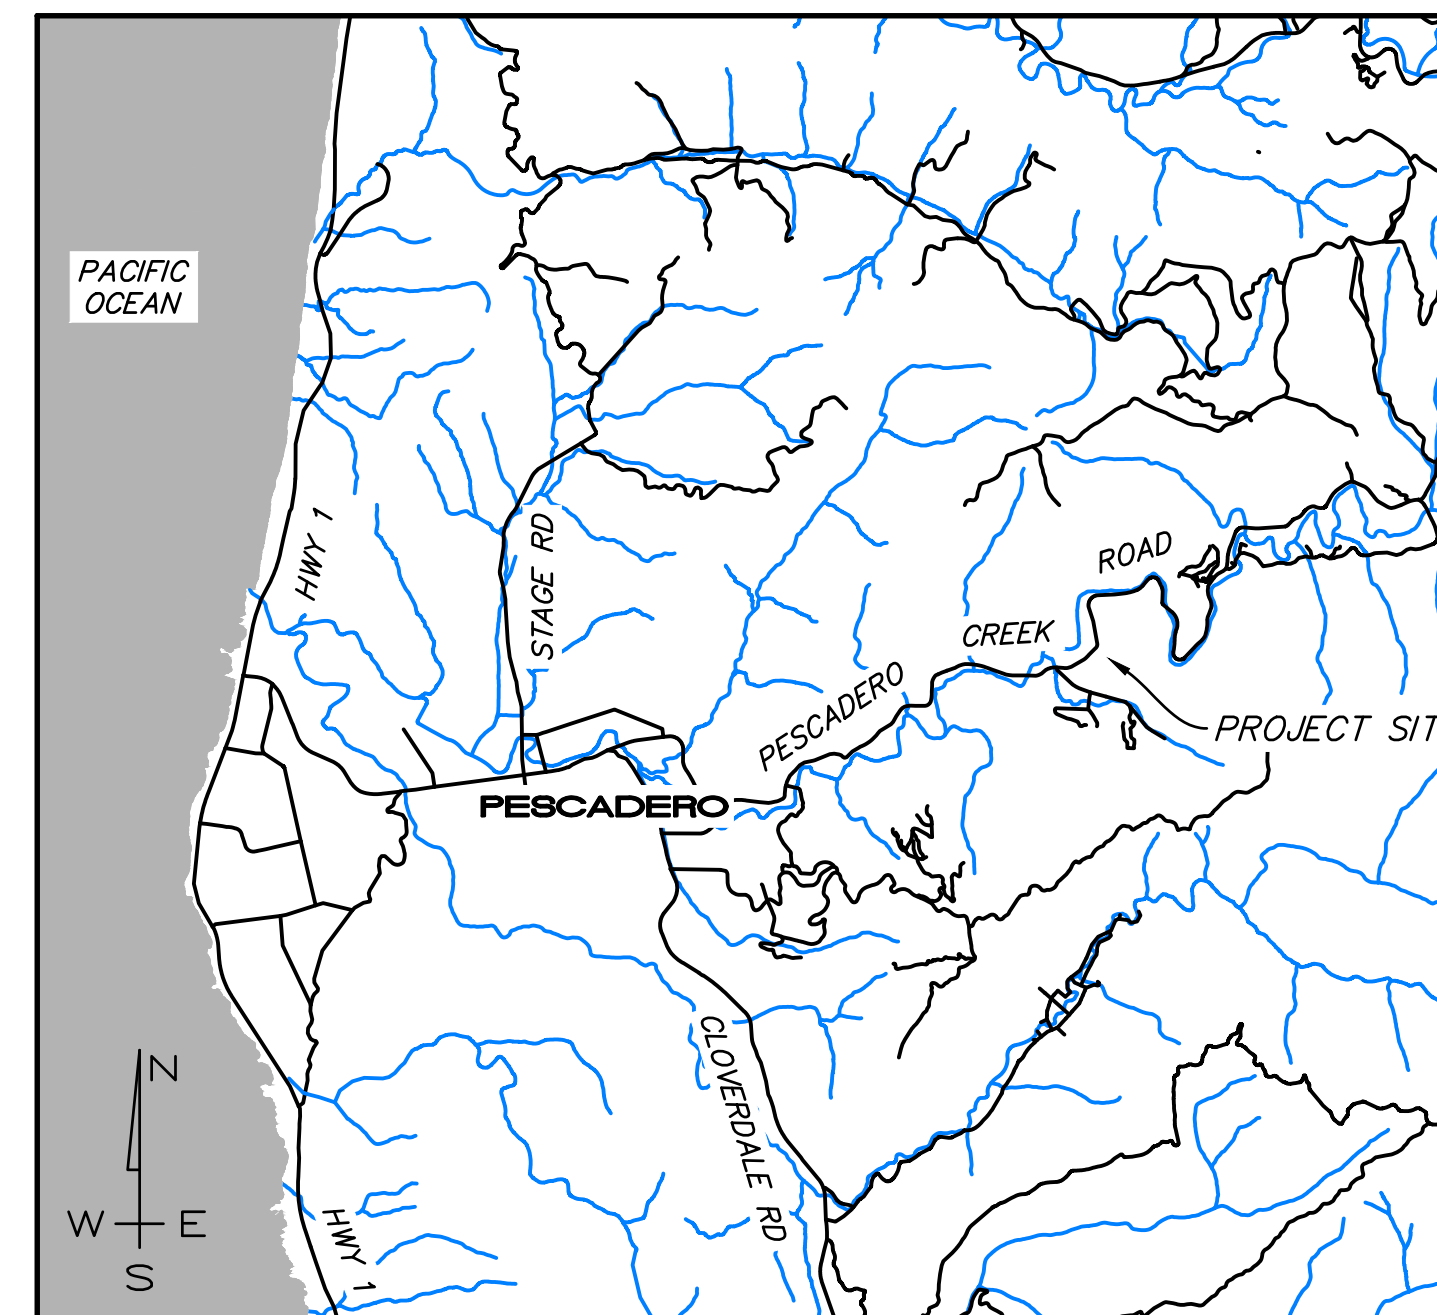 PACIFIC
OCEAN
HWY 1
STAGE RD
ROAD
CREEK
PESCADERO
PROJECT SIT
PESCADERO
CLOVERDALE RD
N
W E
S
HWY 1